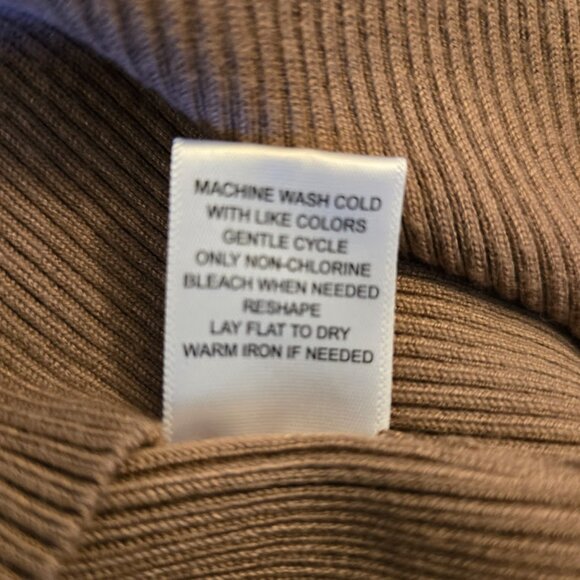 MACHINE WASH COLD
WITH LIKE COLORS
GENTLE CYCLE
ONLY NON-CHLORINE
BLEACH WHEN NEEDED
RESHAPE
LAY FLAT TO DRY
WARM IRON IF NEEDED